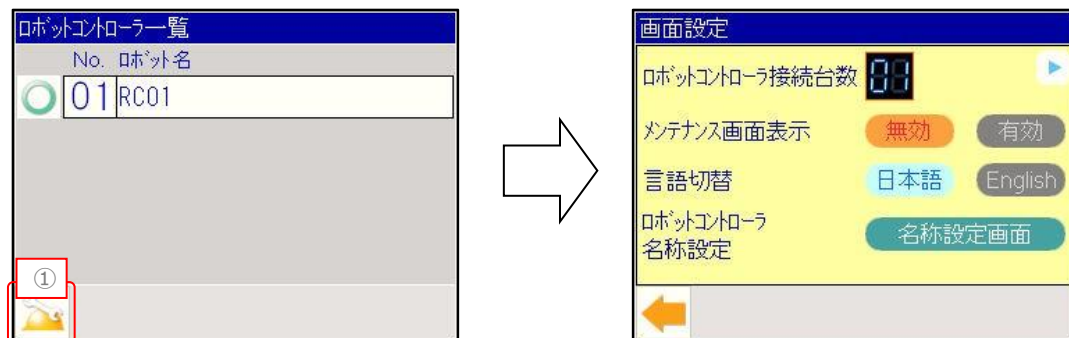 ロボットコントローラ一覧
No. ロボット名
01 RC01
①
画面設定
ロボットコントローラ接続台数 01
メンテナンス画面表示 無効 有効
言語切替 日本語 English
ロボットコントローラ
名称設定 名称設定画面